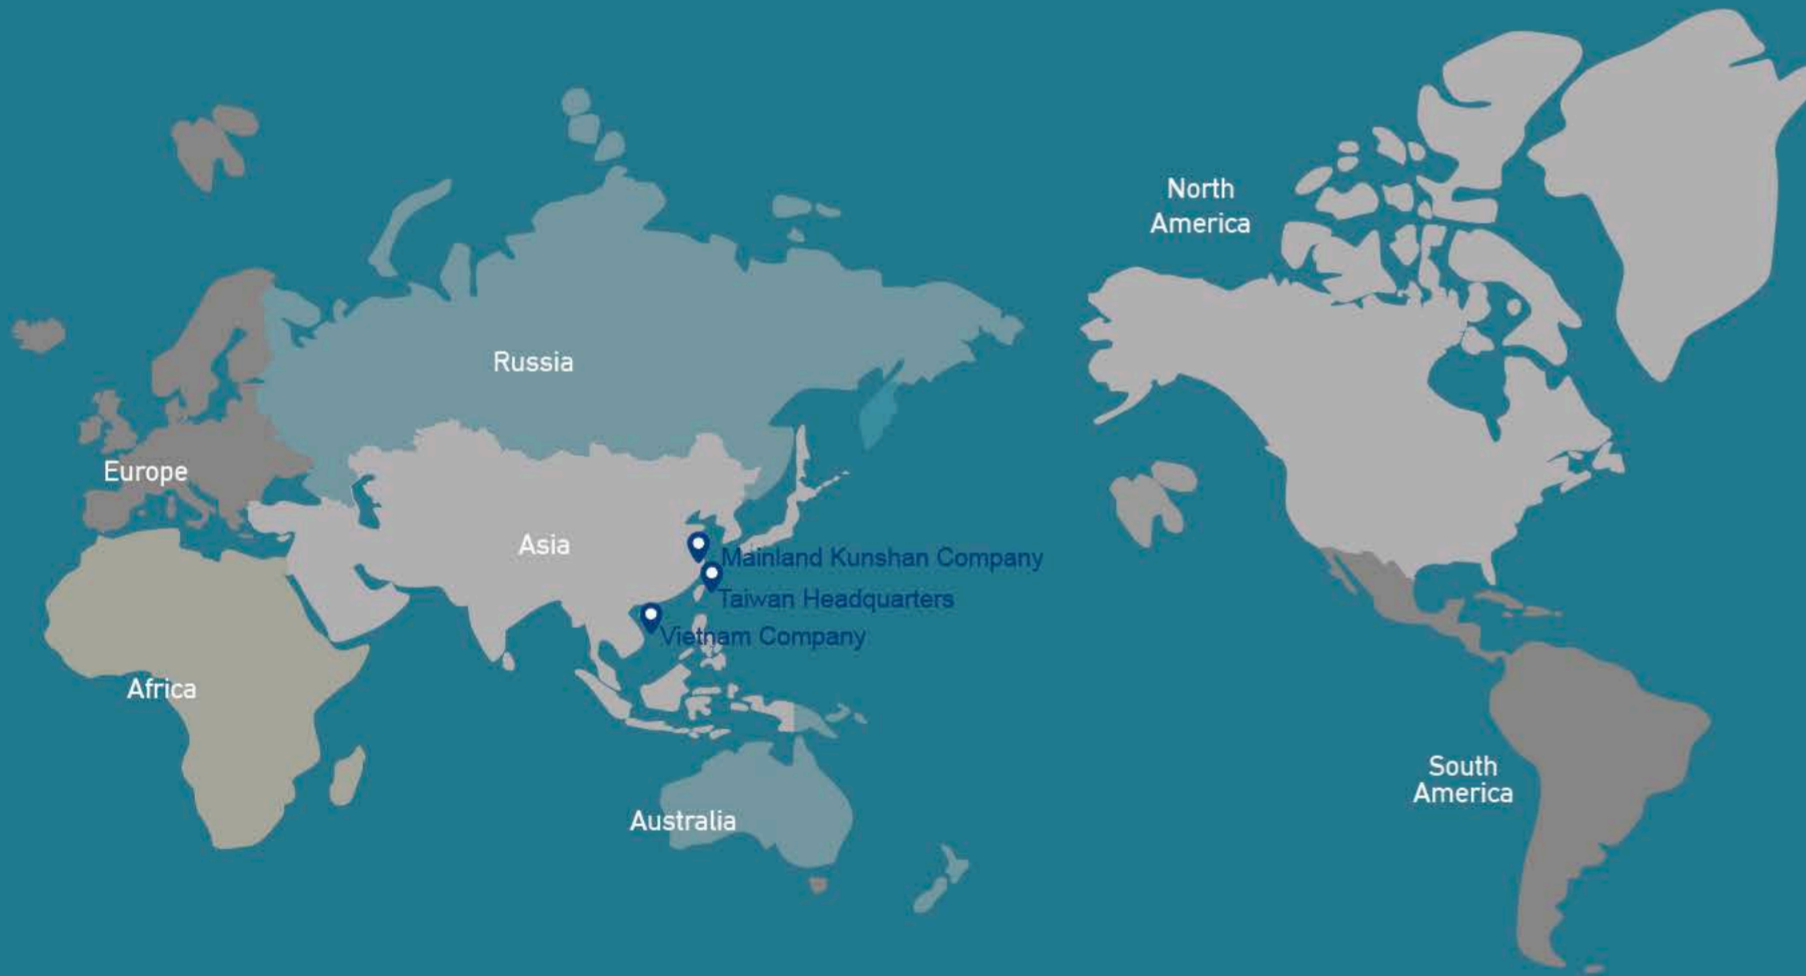 North
America
Russia
Europe
Asia
Mainland Kunshan Company
Taiwan Headquarters
Vietnam Company
Africa
South
America
Australia